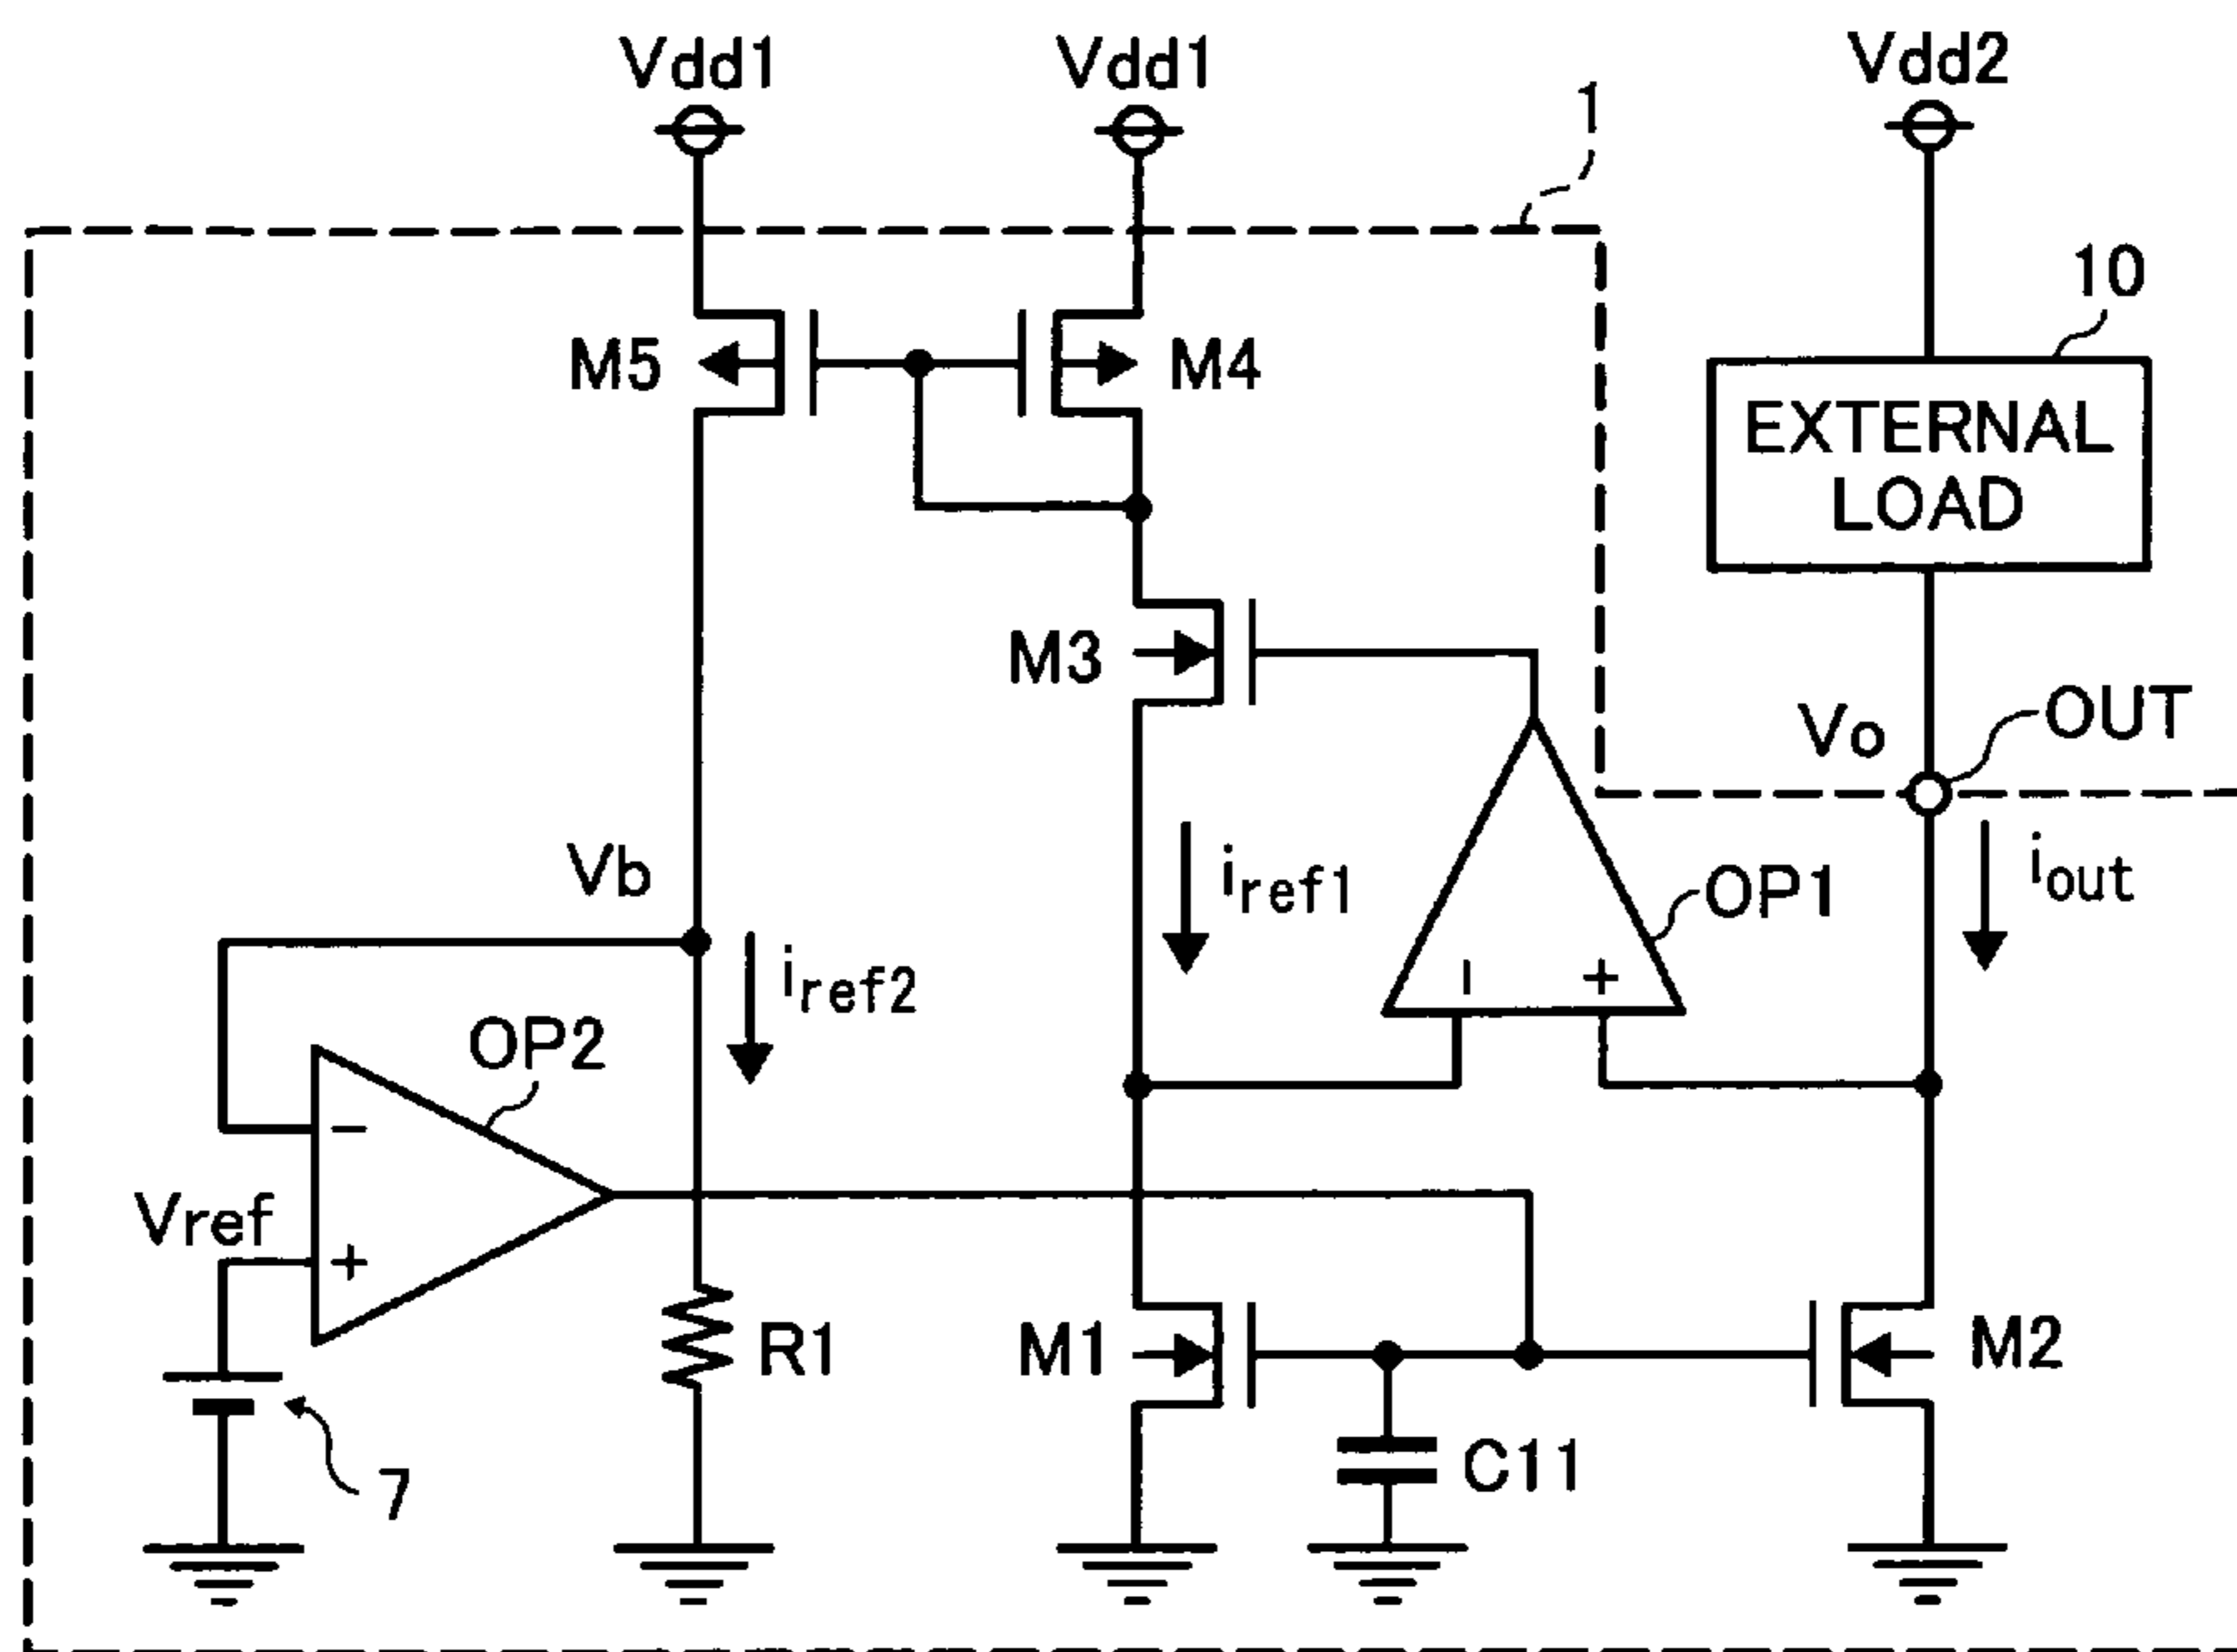 Vdd1
Vdd1
Vdd2
1
10
M5
M4
EXTERNAL
LOAD
M3
OUT
Vo
Vb
iref1
OP1
iout
iref2
OP2
−
+
−
Vref
+
R1
M1
M2
C11
7